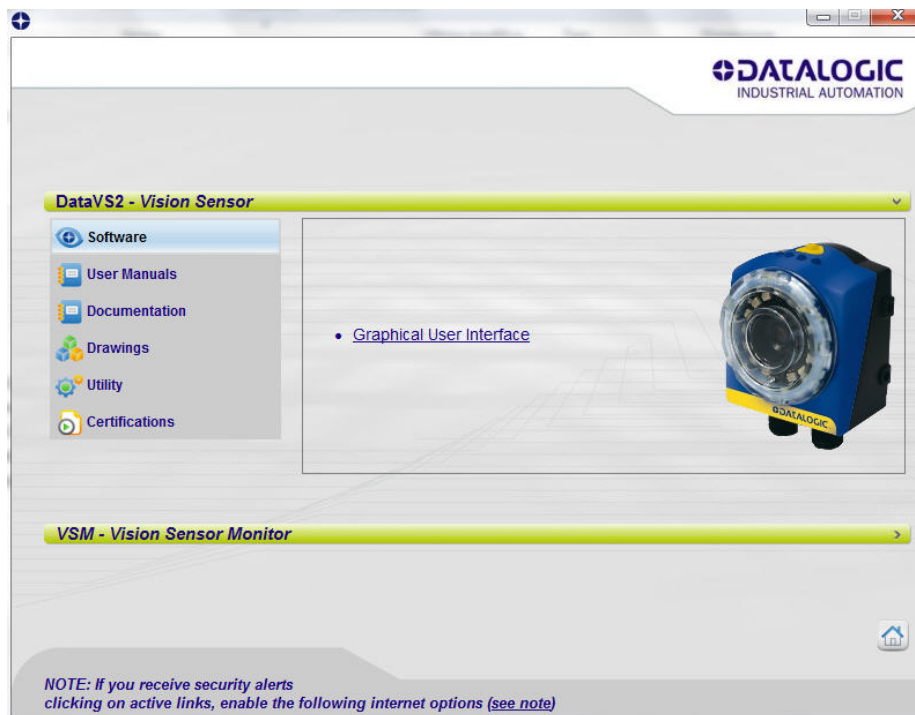 DATALOGIC
INDUSTRIAL AUTOMATION
DataVS2 - Vision Sensor
Software
User Manuals
Documentation
Drawings
Utility
Certifications
• Graphical User Interface
DATALOGIC
VSM - Vision Sensor Monitor
NOTE: If you receive security alerts
clicking on active links, enable the following internet options (see note)